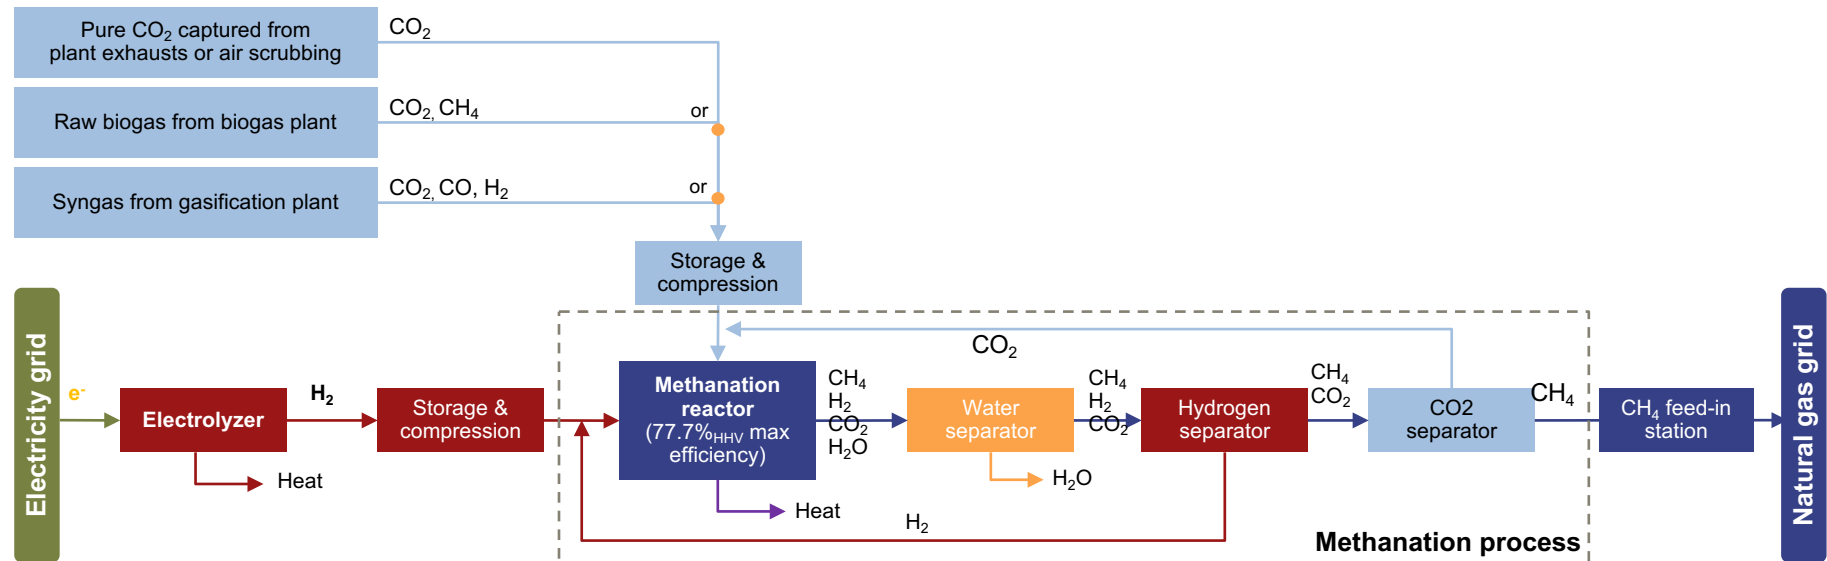 Pure CO₂ captured from
plant exhausts or air scrubbing
CO₂
Raw biogas from biogas plant
CO₂, CH₄
or
Syngas from gasification plant
CO₂, CO, H₂
or
Storage &
compression
Electricity grid
e⁻
Electrolyzer
Heat
H₂
Storage &
compression
Methanation
reactor
(77.7%HHV max
efficiency)
Heat
CH₄
H₂
CO₂
H₂O
Water
separator
H₂O
CH₄
H₂
CO₂
Hydrogen
separator
H₂
CH₄
CO₂
CO2
separator
CO₂
CH₄
CH₄ feed-in
station
Natural gas grid
Methanation process